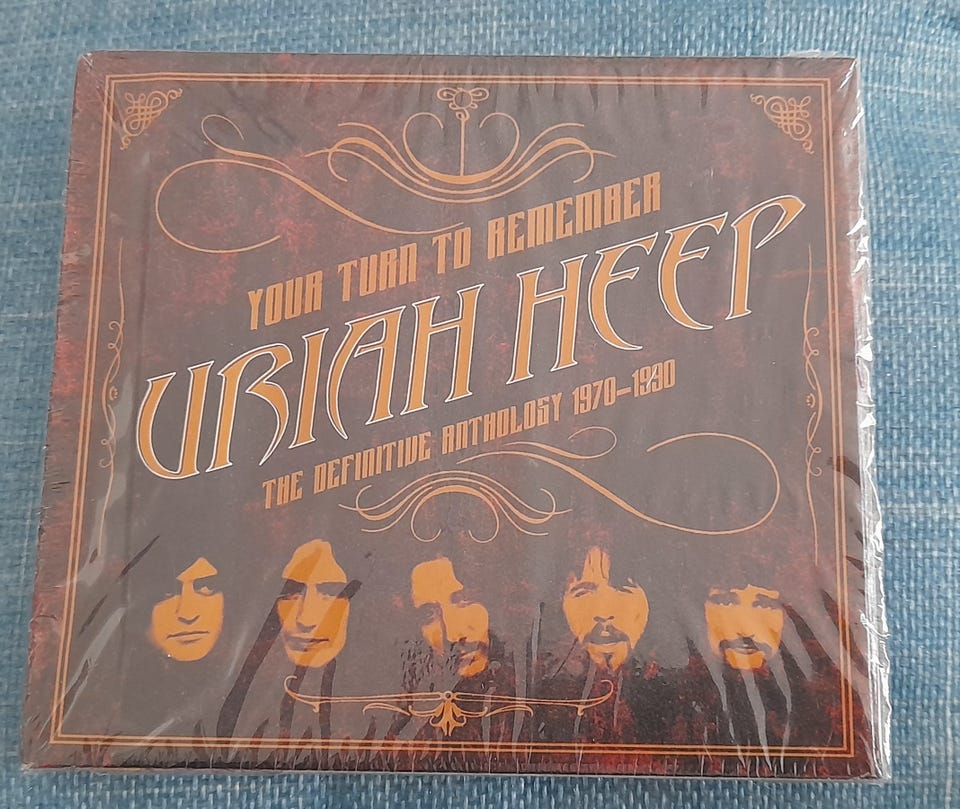 YOUR TURN TO REMEMBER
URIAH HEEP
THE DEFINITIVE ANTHOLOGY 1970–1990